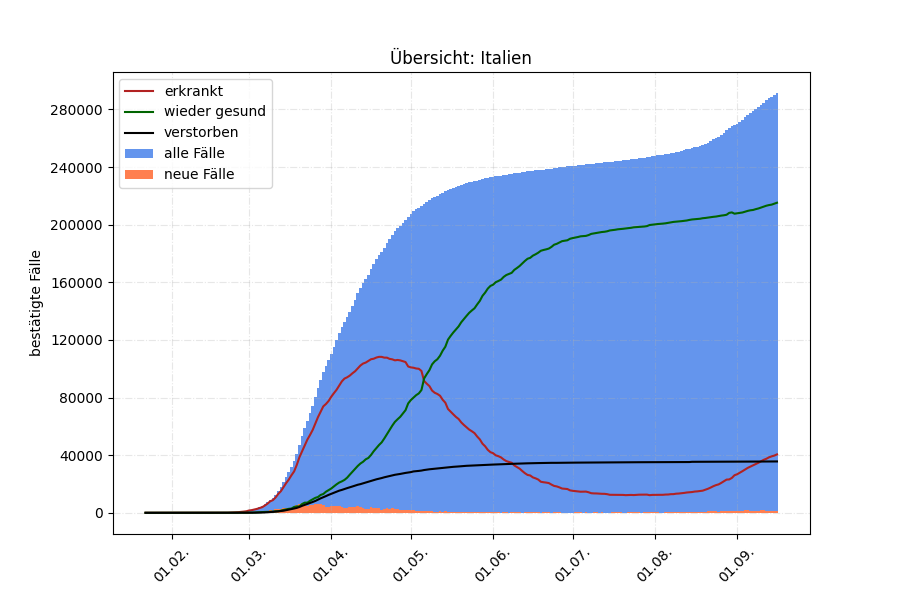 Übersicht: Italien
erkrankt
wieder gesund
verstorben
alle Fälle
neue Fälle
bestätigte Fälle
280000
240000
200000
160000
120000
80000
40000
0
01.02.
01.03.
01.04.
01.05.
01.06.
01.07.
01.08.
01.09.